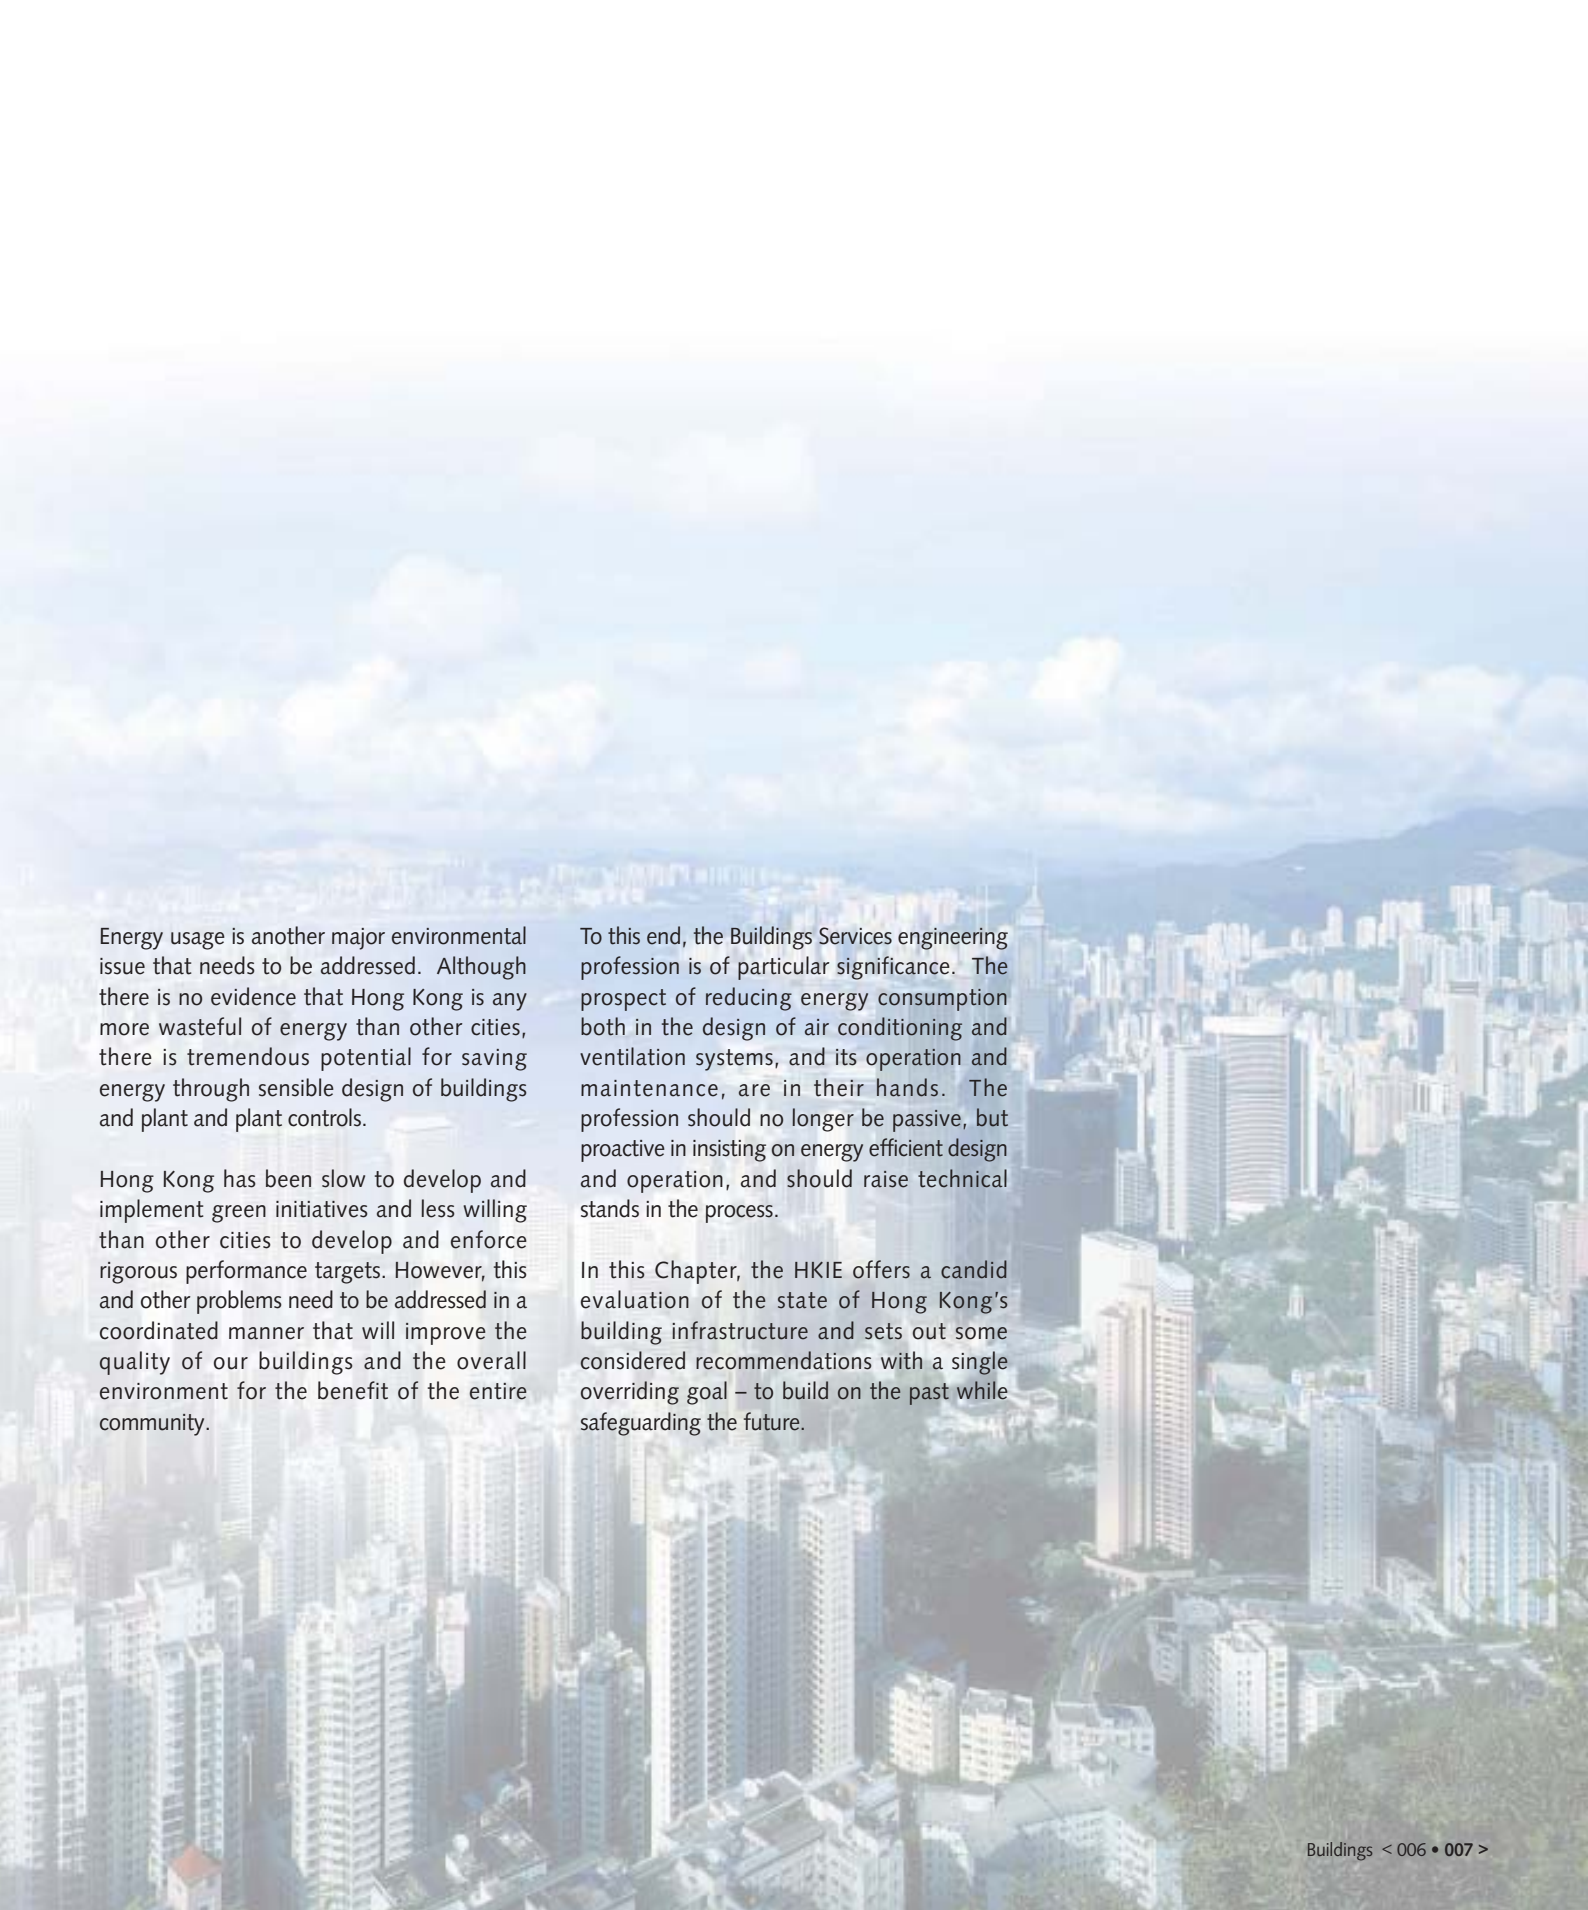 Energy usage is another major environmental
issue that needs to be addressed.  Although
there is no evidence that Hong Kong is any
more wasteful of energy than other cities,
there is tremendous potential for saving
energy through sensible design of buildings
and plant and plant controls.
Hong Kong has been slow to develop and
implement green initiatives and less willing
than other cities to develop and enforce
rigorous performance targets. However, this
and other problems need to be addressed in a
coordinated manner that will improve the
quality of our buildings and the overall
environment for the benefit of the entire
community.
To this end, the Buildings Services engineering
profession is of particular significance.  The
prospect of reducing energy consumption
both in the design of air conditioning and
ventilation systems, and its operation and
maintenance, are in their hands.  The
profession should no longer be passive, but
proactive in insisting on energy efficient design
and operation, and should raise technical
stands in the process.
In this Chapter, the HKIE offers a candid
evaluation of the state of Hong Kong’s
building infrastructure and sets out some
considered recommendations with a single
overriding goal – to build on the past while
safeguarding the future.
Buildings < 006 • 007 >